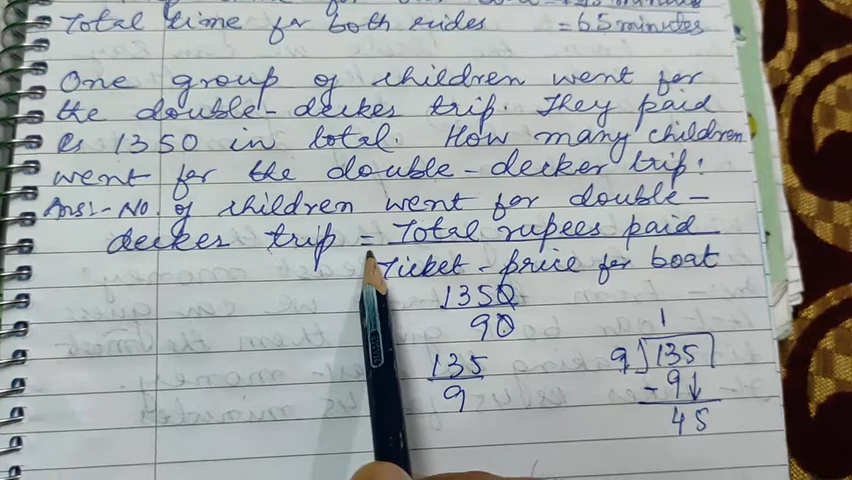 Total time for both rides = 65 minutes
One group of children went for
the double-decker trip. They paid
Rs 1350 in total. How many children
went for the double-decker trip?
Ans:- No. of children went for double-
decker trip = Total rupees paid
Ticket-price for boat
1350
90
1
135
9
9 135
-9↓
45